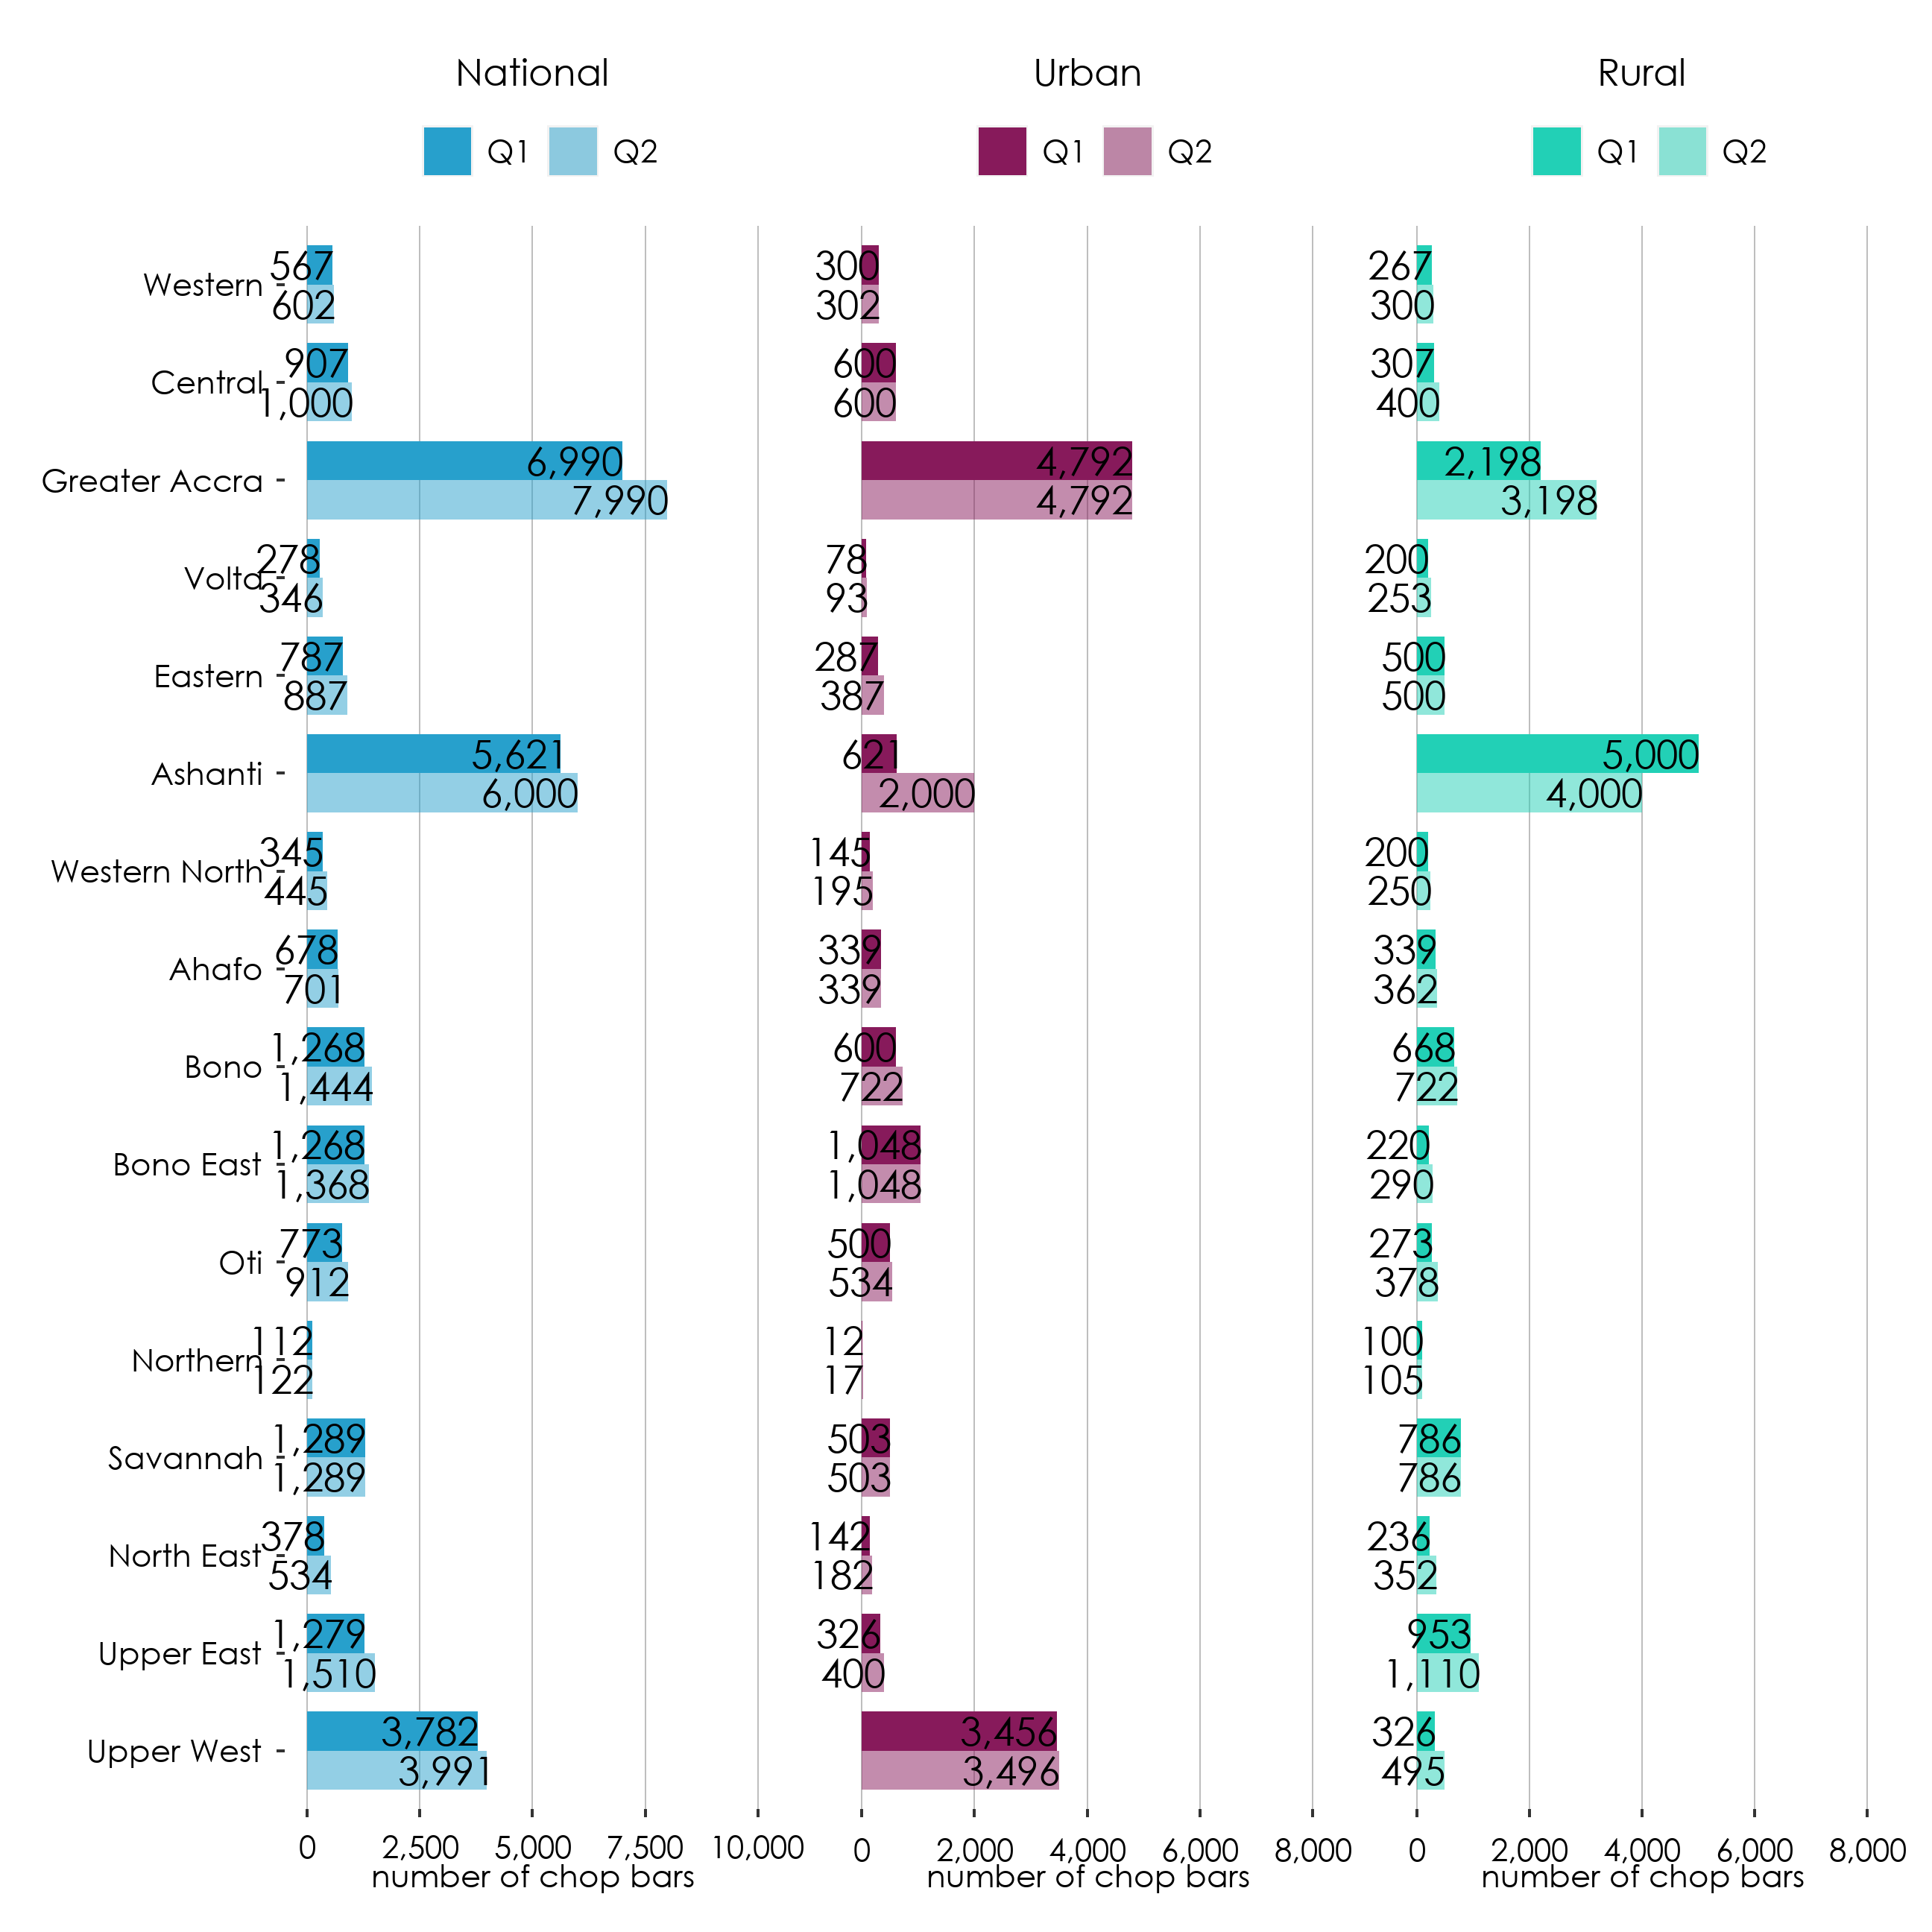 National Urban Rural
Q1 Q2 Q1 Q2 Q1 Q2
567 300 267
Western
602 302 300
907 600 307
Central
1,000 600 400
6,990 4,792 2,198
Greater Accra
7,990 4,792 3,198
278 78 200
Volta
346 93 253
787 287 500
Eastern
887 387 500
5,621 621 5,000
Ashanti
6,000 2,000 4,000
345 145 200
Western North
445 195 250
678 339 339
Ahafo
701 339 362
1,268 600 668
Bono
1,444 722 722
1,268 1,048 220
Bono East
1,368 1,048 290
773 500 273
Oti
912 534 378
112 12 100
Northern
122 17 105
1,289 503 786
Savannah
1,289 503 786
378 142 236
North East
534 182 352
1,279 326 953
Upper East
1,510 400 1,110
3,782 3,456 326
Upper West
3,991 3,496 495
0 2,500 5,000 7,500 10,000 0 2,000 4,000 6,000 8,000 0 2,000 4,000 6,000 8,000
number of chop bars number of chop bars number of chop bars